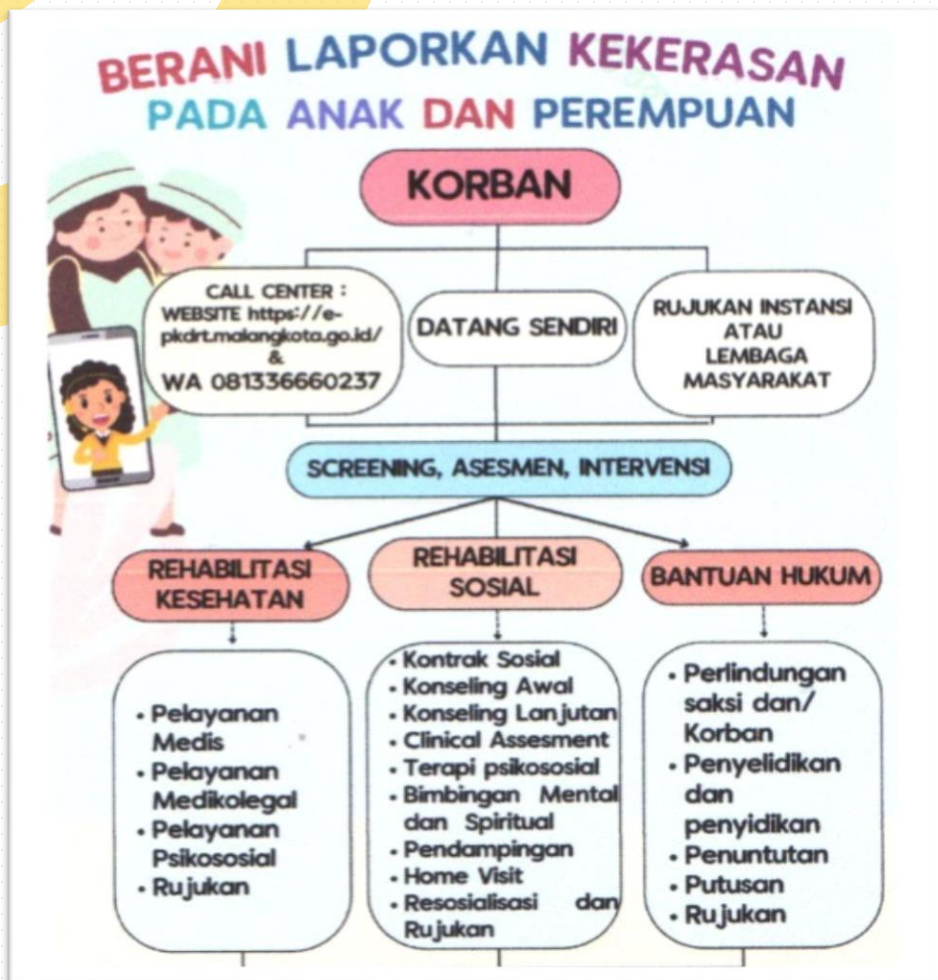 BERANI LAPORKAN KEKERASAN
PADA ANAK DAN PEREMPUAN
KORBAN
CALL CENTER :
WEBSITE https://e-
pkdrt.malangkota.go.id/
&
WA 081336660237
DATANG SENDIRI
RUJUKAN INSTANSI
ATAU
LEMBAGA
MASYARAKAT
SCREENING, ASESMEN, INTERVENSI
REHABILITASI
KESEHATAN
REHABILITASI
SOSIAL
BANTUAN HUKUM
• Pelayanan
Medis
• Pelayanan
Medikolegal
• Pelayanan
Psikososial
• Rujukan
• Kontrak Sosial
• Konseling Awal
• Konseling Lanjutan
• Clinical Assesment
• Terapi psikososial
• Bimbingan Mental
dan Spiritual
• Pendampingan
• Home Visit
• Resosialisasi dan
Rujukan
• Perlindungan
saksi dan/
Korban
• Penyelidikan
dan
penyidikan
• Penuntutan
• Putusan
• Rujukan